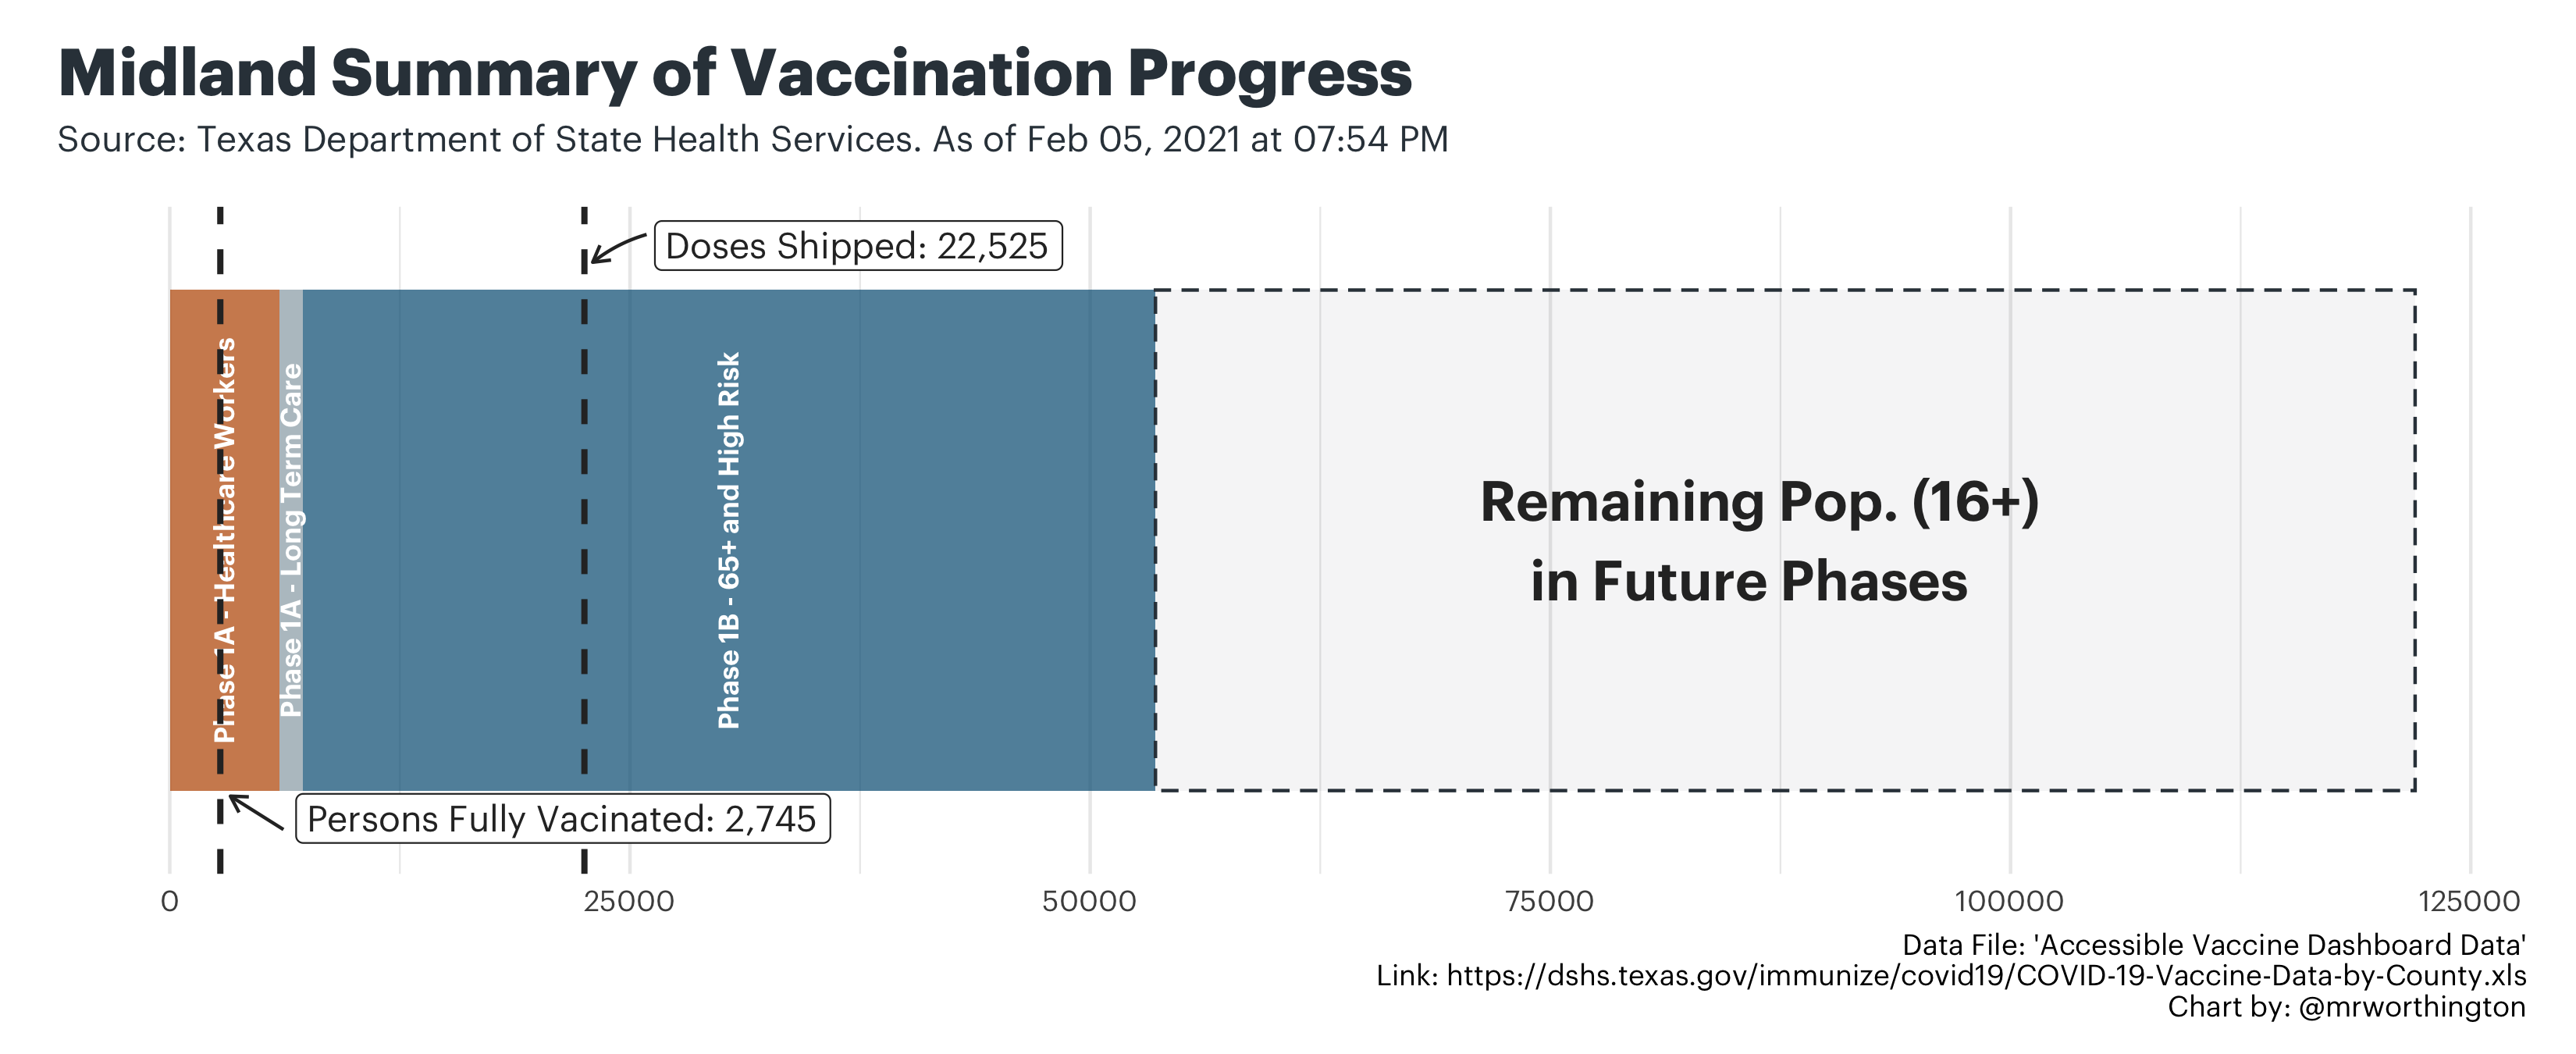 Midland Summary of Vaccination Progress
Source: Texas Department of State Health Services. As of Feb 05, 2021 at 07:54 PM
Doses Shipped: 22,525
Phase 1A - Healthcare Workers
Phase 1A - Long Term Care
Phase 1B - 65+ and High Risk
Remaining Pop. (16+)
in Future Phases
Persons Fully Vacinated: 2,745
0
25000
50000
75000
100000
125000
Data File: 'Accessible Vaccine Dashboard Data'
Link: https://dshs.texas.gov/immunize/covid19/COVID-19-Vaccine-Data-by-County.xls
Chart by: @mrworthington